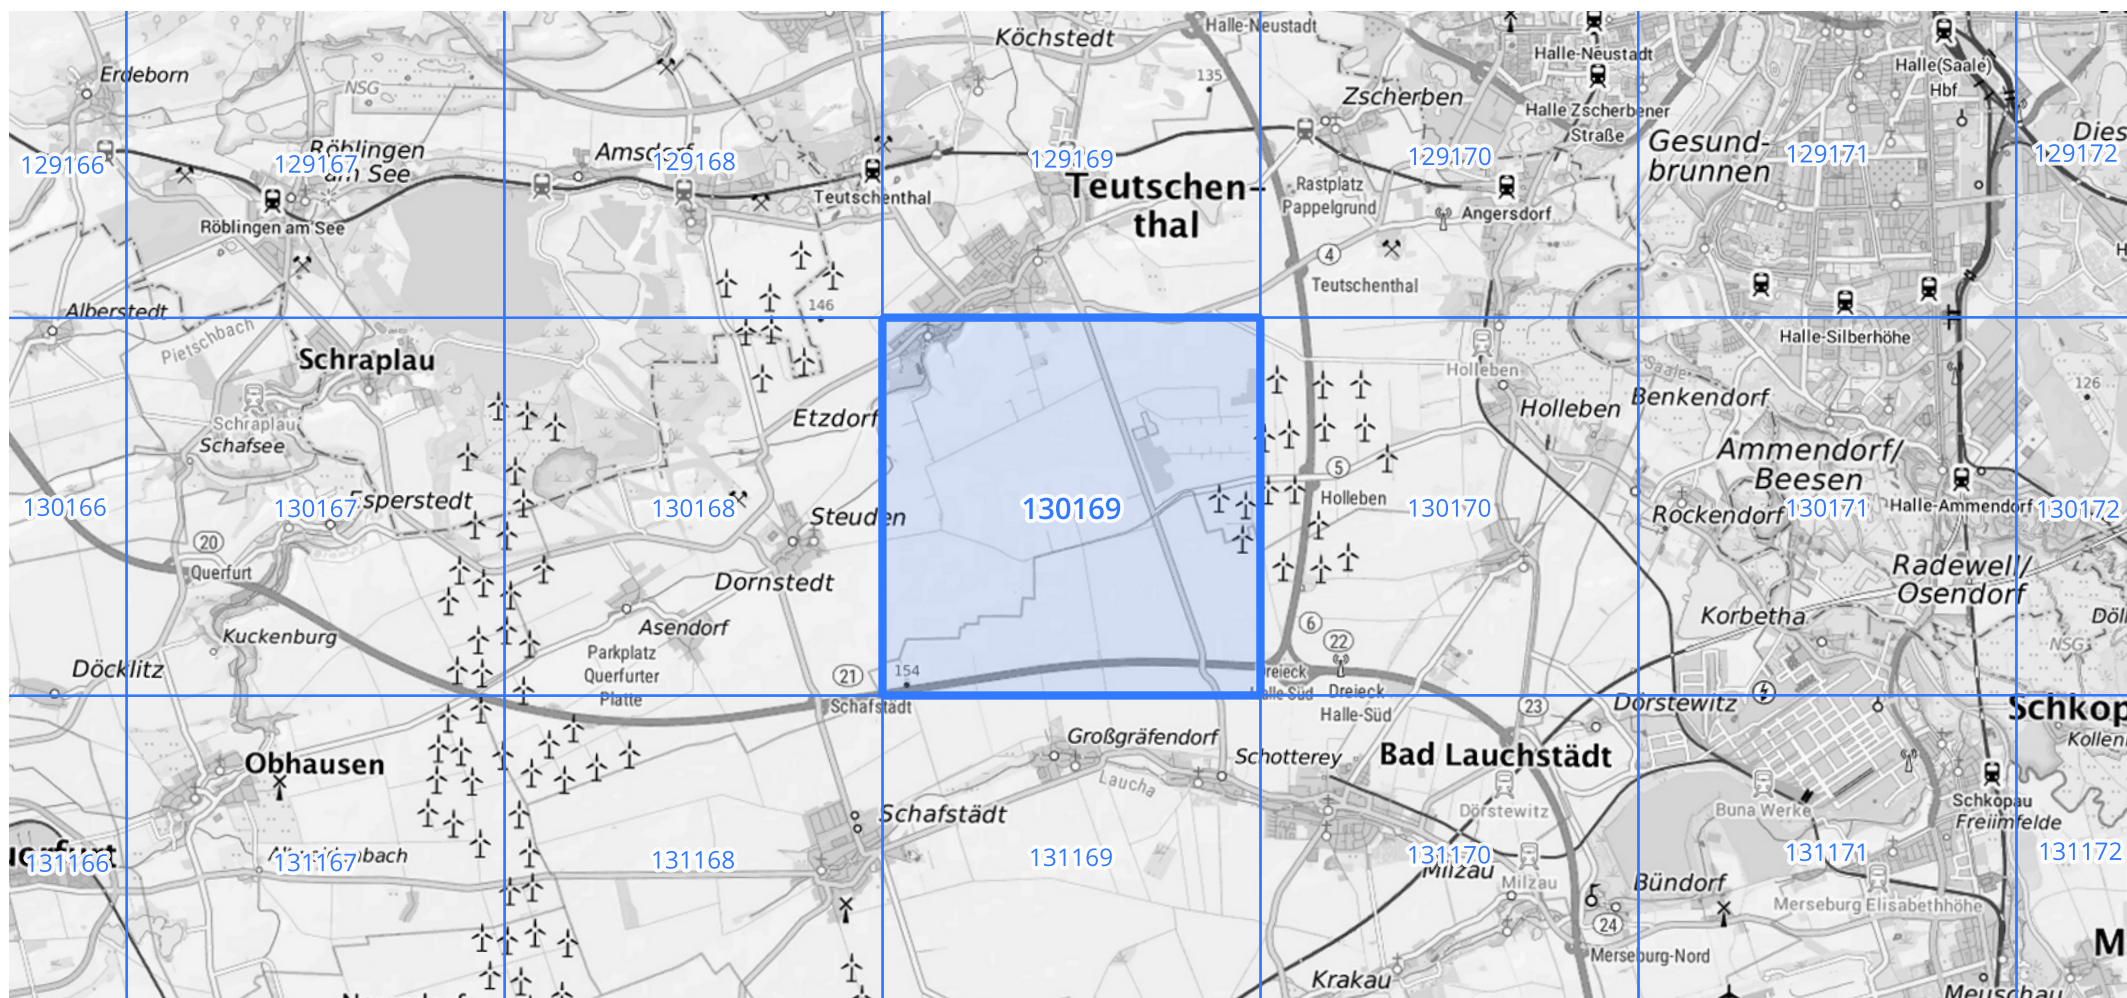 Halle-Neustadt
Köchstedt
Halle-Neustadt
Halle(Saale)
Hbf
Erdeborn
NSG
135
Zscherben
Halle Zscherbener
Straße
Gesund-
brunnen
Röblingen
am See
Amsdorf
129166
129167
129168
129169
129170
129171
129172
Teutschenthal
Teutschen-
thal
Rastplatz
Pappelgrund
Angersdorf
Röblingen am See
4
Teutschenthal
146
Alberstedt
Pietschbach
Schraplau
Halle-Silberhöhe
Holleben
Saale
Schraplau
Schafsee
Etzdorf
Holleben
Benkendorf
126
Ammendorf/
Beesen
5
Holleben
Esperstedt
130166
130167
130168
130169
130170
130171
130172
Steuden
Rockendorf
Halle-Ammendorf
20
Querfurt
Dornstedt
Radewell/
Osendorf
Kuckenburg
Asendorf
6
22
Korbetha
NSG
Döcklitz
Parkplatz
Querfurter
Platte
21
154
Dreieck
Halle-Süd
Dreieck
Halle-Süd
Schafstädt
23
Dörstewitz
Obhausen
Großgräfendorf
Schotterey
Bad Lauchstädt
Laucha
Dörstewitz
Buna Werke
Schkopau
Freiimfelde
Schafstädt
131166
131167
131168
131169
131170
131171
131172
Milzau
Milzau
Bündorf
Merseburg Elisabethhöhe
24
Merseburg-Nord
Krakau
Meuschau